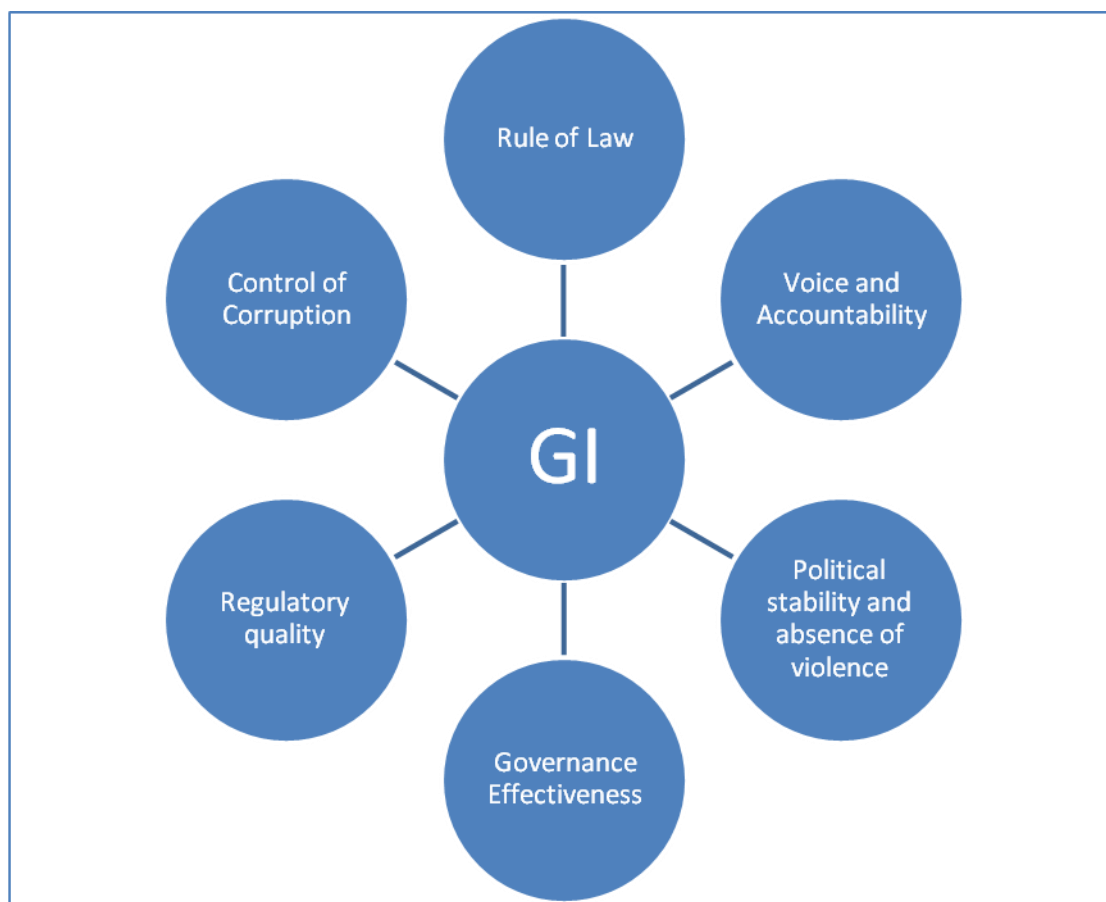 Rule of Law
Control of
Corruption
Voice and
Accountability
GI
Regulatory
quality
Political
stability and
absence of
violence
Governance
Effectiveness